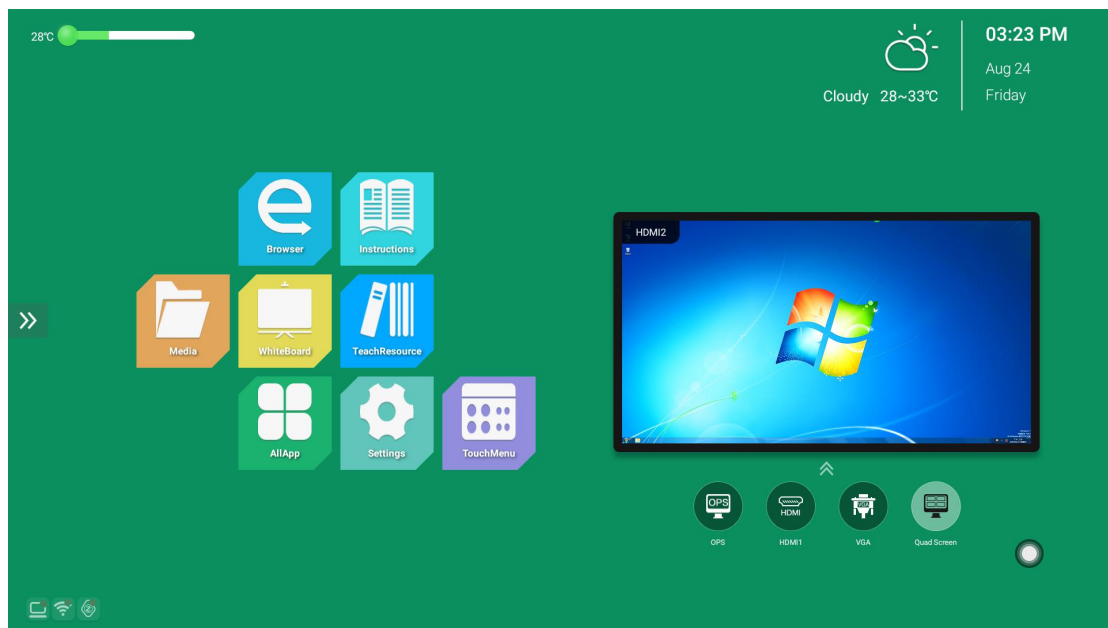 28℃
03:23 PM
Aug 24
Cloudy 28~33℃
Friday
Browser
Instructions
HDMI2
Media
WhiteBoard
TeachResource
AllApp
Settings
TouchMenu
OPS
HDMI
VGA
OPS
HDMI1
VGA
Quad Screen